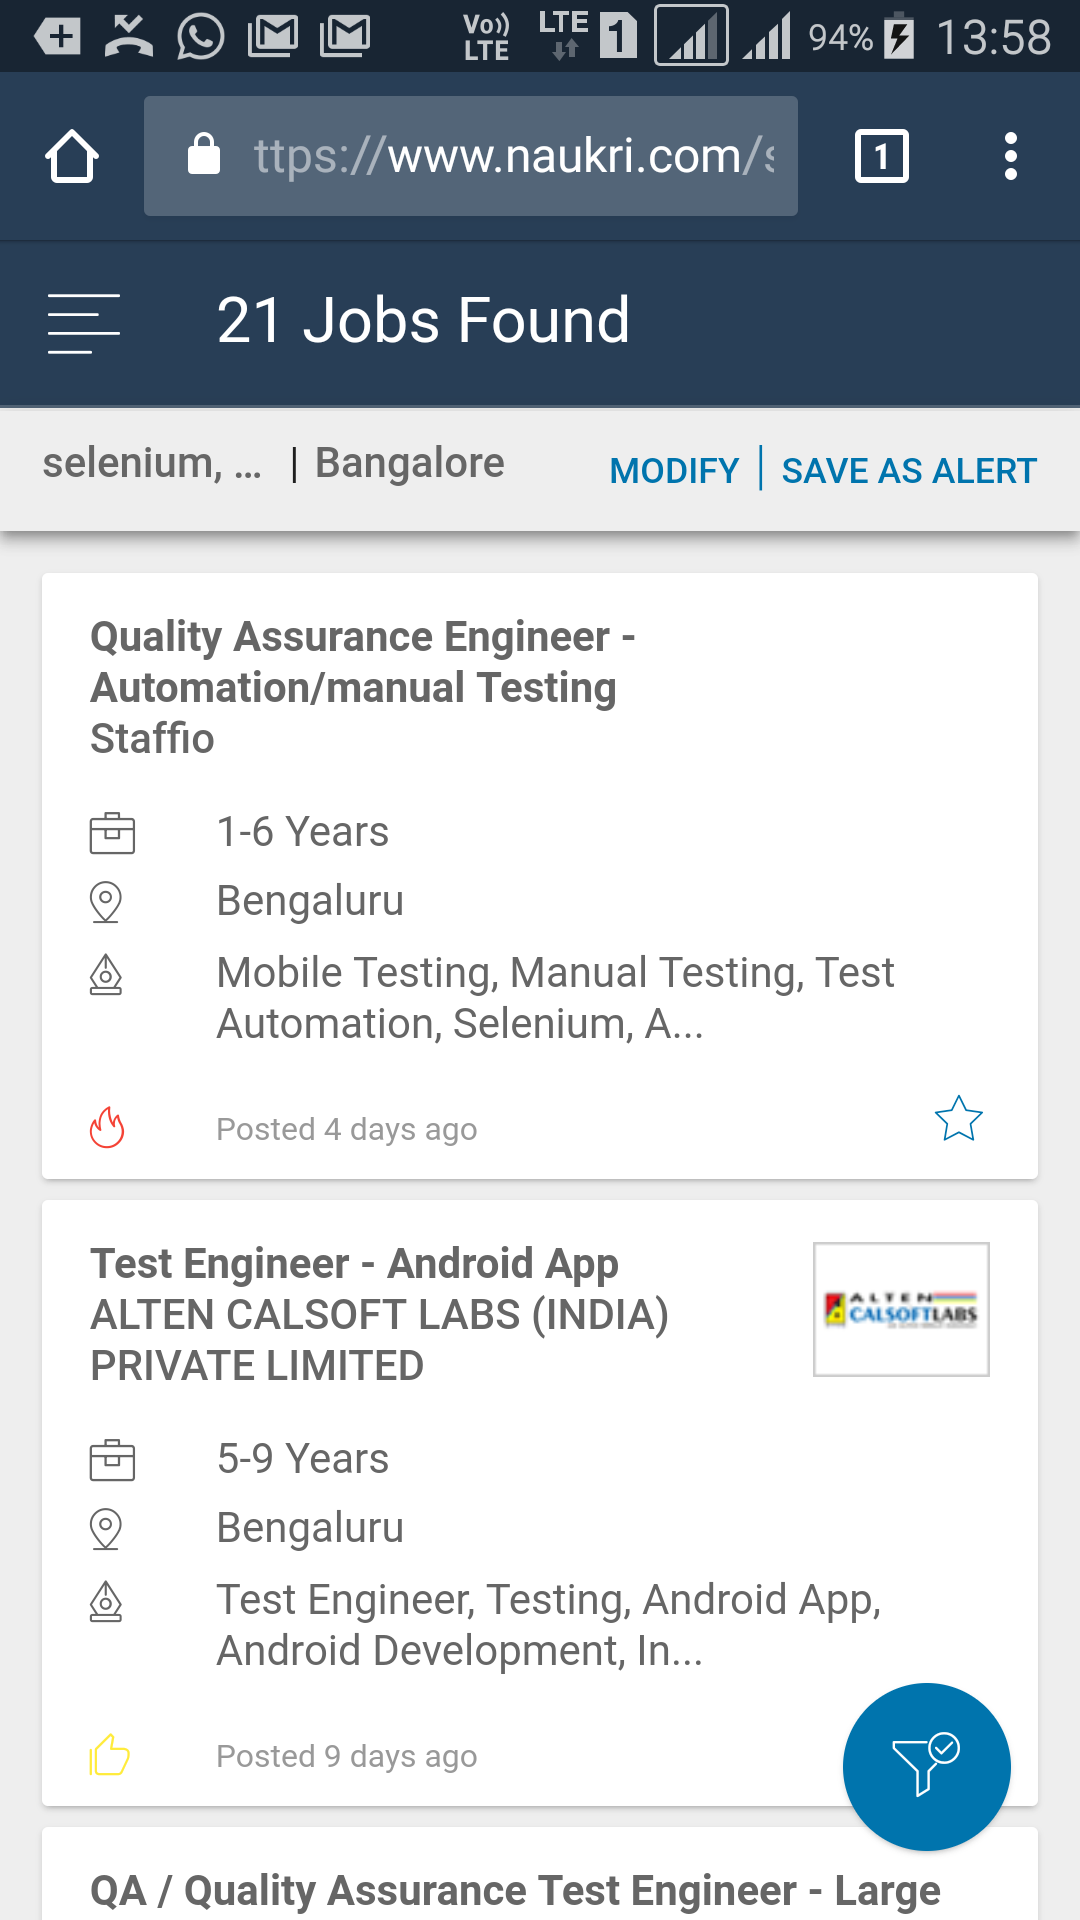 Vo)) LTE LTE 1 94% 13:58
ttps://www.naukri.com/s 1
21 Jobs Found
selenium, ... | Bangalore MODIFY | SAVE AS ALERT
Quality Assurance Engineer -
Automation/manual Testing
Staffio
1-6 Years
Bengaluru
Mobile Testing, Manual Testing, Test
Automation, Selenium, A...
Posted 4 days ago
Test Engineer - Android App
ALTEN CALSOFT LABS (INDIA)
PRIVATE LIMITED
ALTEN
CALSOFTLABS
5-9 Years
Bengaluru
Test Engineer, Testing, Android App,
Android Development, In...
Posted 9 days ago
QA / Quality Assurance Test Engineer - Large